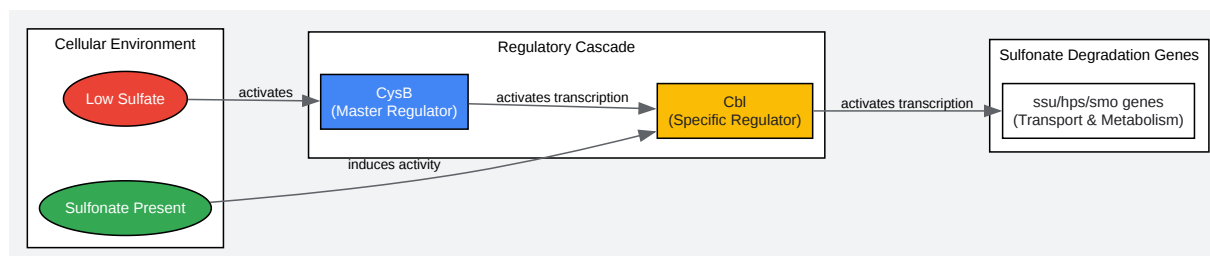 Cellular Environment
Low Sulfate
Sulfonate Present
activates
induces activity
Regulatory Cascade
CysB
(Master Regulator)
activates transcription
Cbl
(Specific Regulator)
activates transcription
Sulfonate Degradation Genes
ssu/hps/smo genes
(Transport & Metabolism)